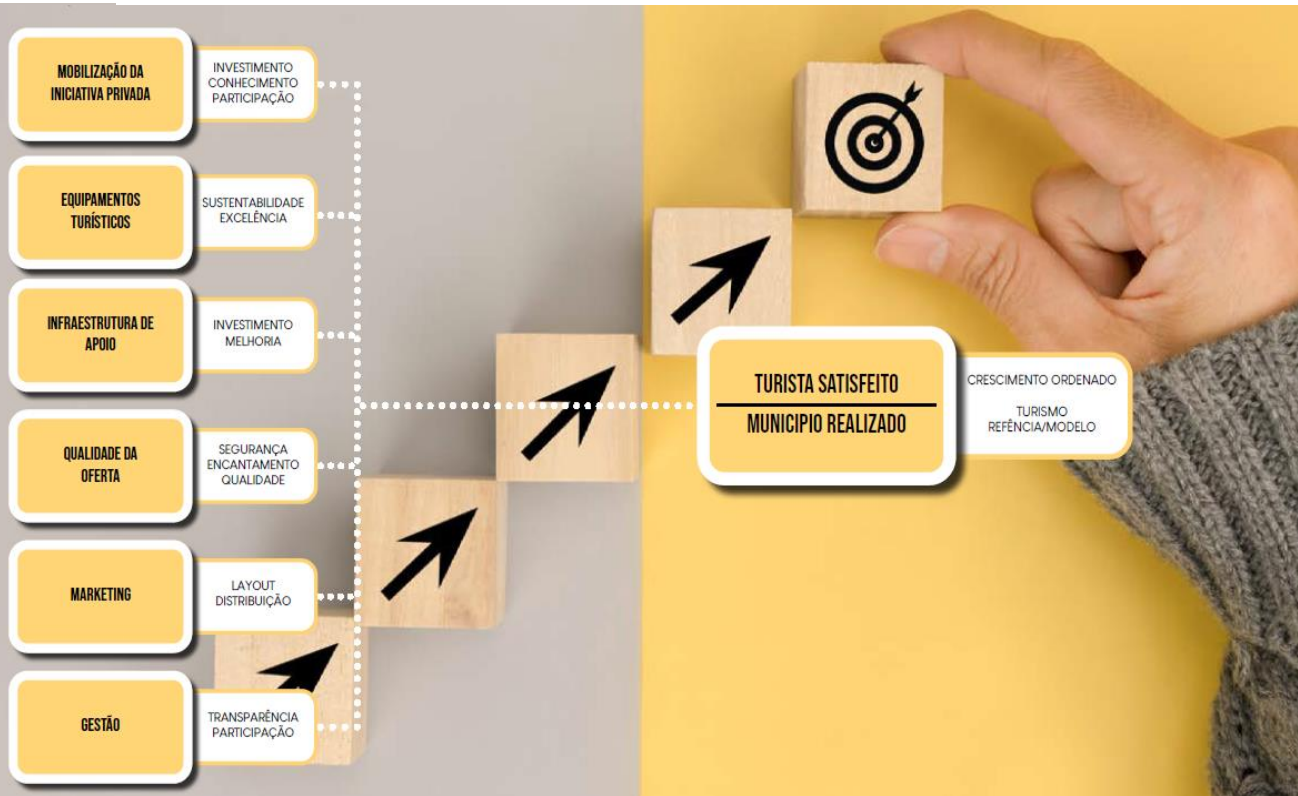 MOBILIZAÇÃO DA
INICIATIVA PRIVADA
INVESTIMENTO
CONHECIMENTO
PARTICIPAÇÃO
EQUIPAMENTOS
TURÍSTICOS
SUSTENTABILIDADE
EXCELÊNCIA
INFRAESTRUTURA DE
APOIO
INVESTIMENTO
MELHORIA
QUALIDADE DA
OFERTA
SEGURANÇA
ENCANTAMENTO
QUALIDADE
MARKETING
LAYOUT
DISTRIBUIÇÃO
GESTÃO
TRANSPARÊNCIA
PARTICIPAÇÃO
TURISTA SATISFEITO
MUNICIPIO REALIZADO
CRESCIMENTO ORDENADO
TURISMO
REFÊNCIA/MODELO